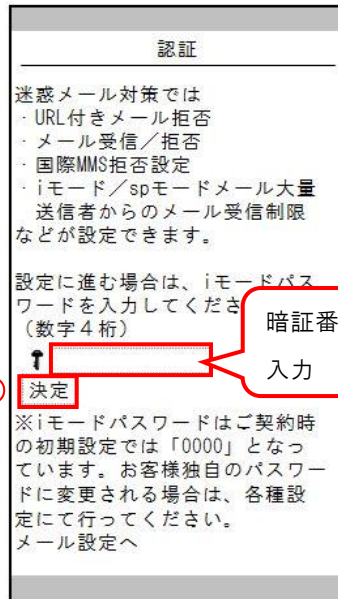 認証
迷惑メール対策では
・URL付きメール拒否
・メール受信／拒否
・国際MMS拒否設定
・iモード／spモードメール大量
送信者からのメール受信制限
などが設定できます。
設定に進む場合は、iモードパス
ワードを入力してくださ
（数字４桁）
暗証番
入力
決定
※iモードパスワードはご契約時
の初期設定では「0000」となっ
ています。お客様独自のパスワー
ドに変更される場合は、各種設
定にて行ってください。
メール設定へ